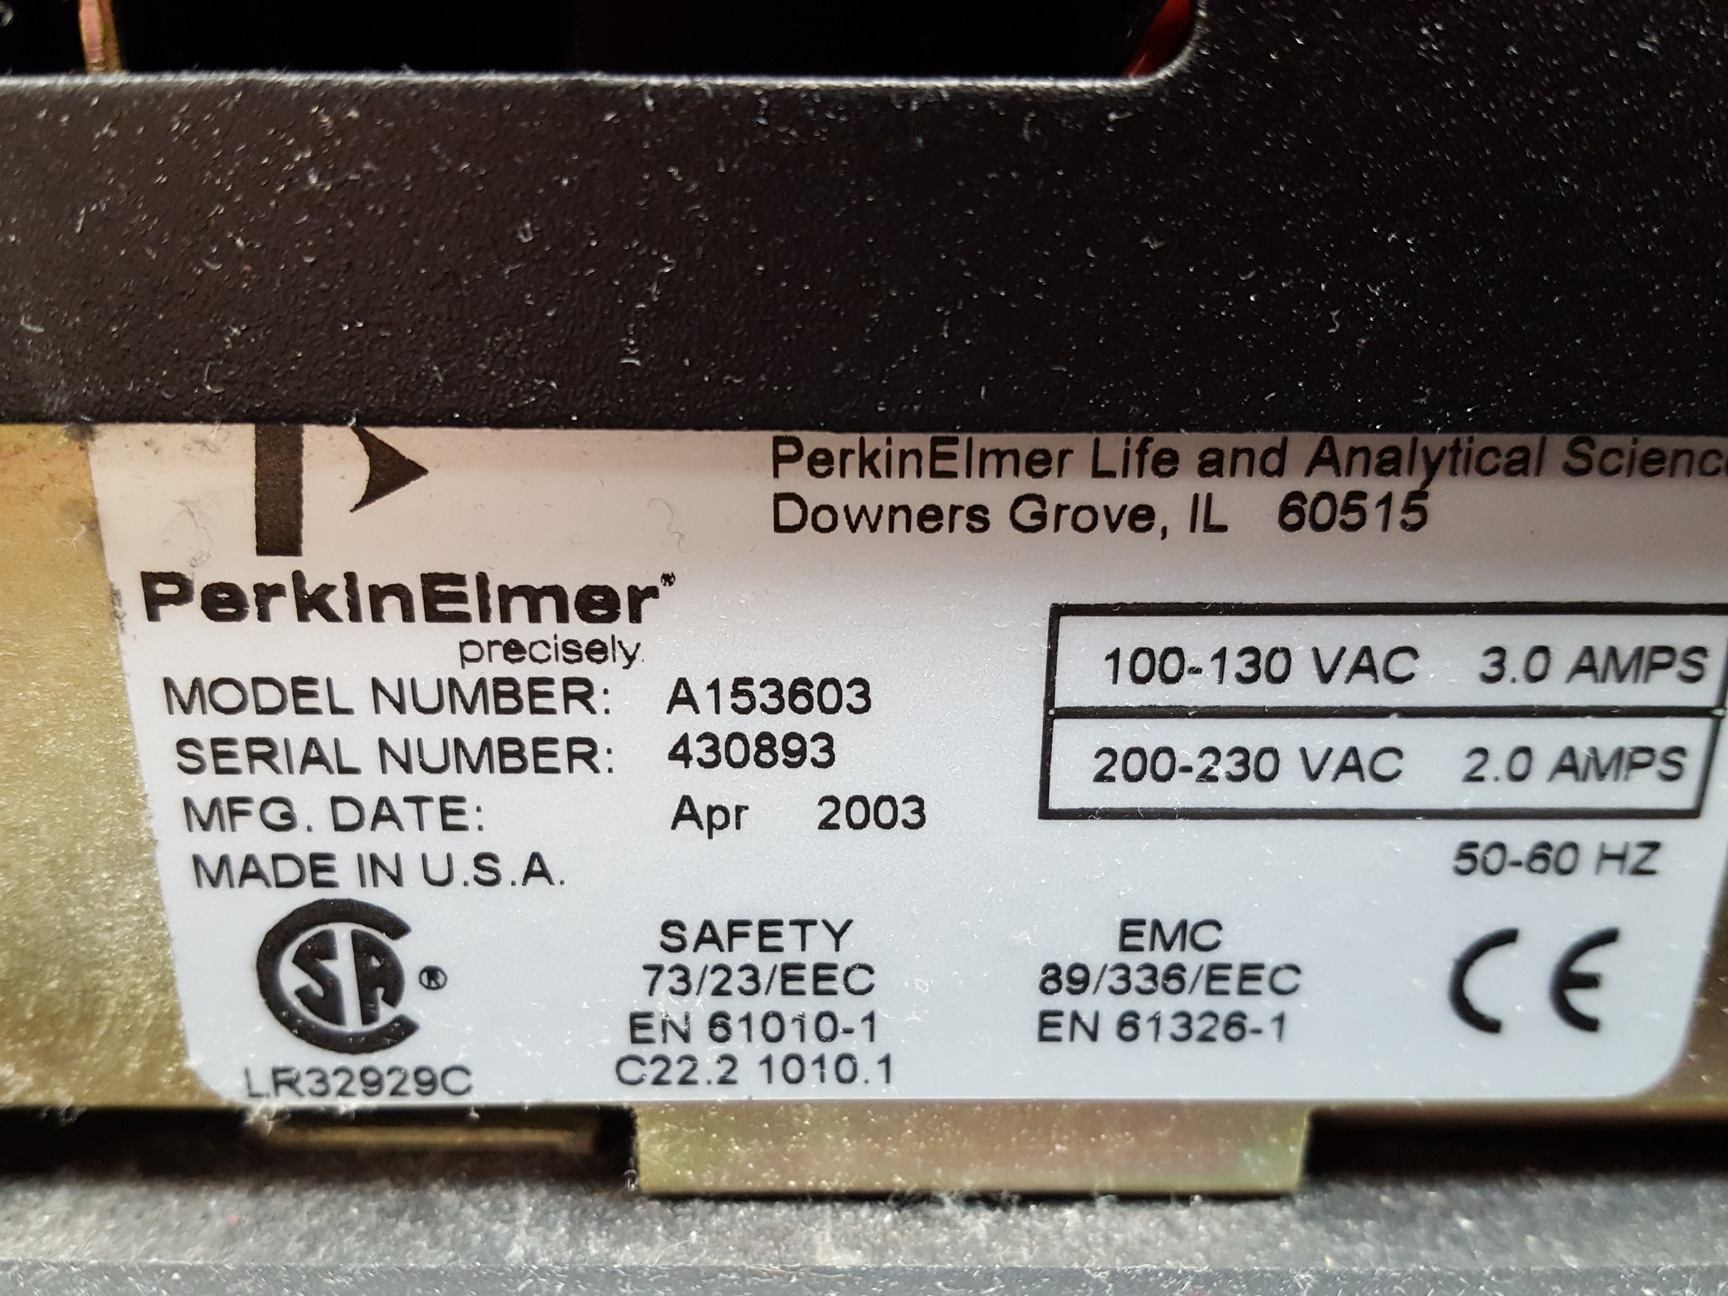 PerkinElmer Life and Analytical Scienc
Downers Grove, IL 60515
PerkinElmer®
precisely.
MODEL NUMBER: A153603
SERIAL NUMBER: 430893
MFG. DATE: Apr 2003
MADE IN U.S.A.
100-130 VAC 3.0 AMPS
200-230 VAC 2.0 AMPS
50-60 HZ
SA ®
LR32929C
SAFETY
73/23/EEC
EN 61010-1
C22.2 1010.1
EMC
89/336/EEC
EN 61326-1
CE